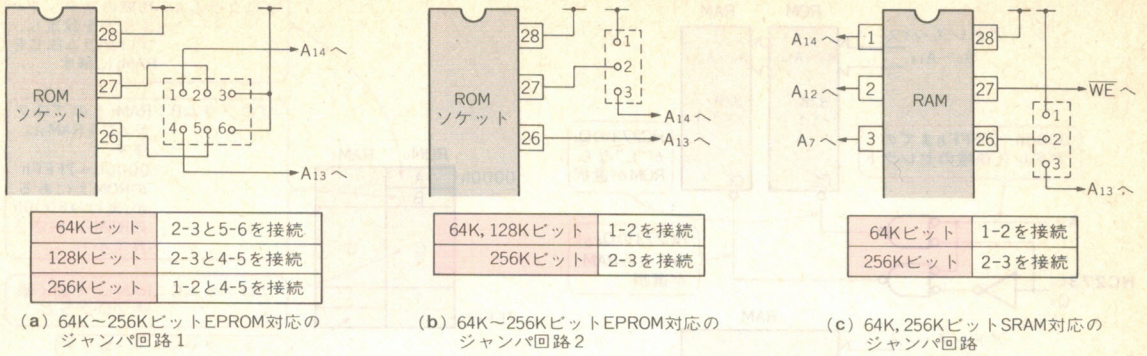 28
27
26
ROM
ソケット
A14へ
1 2 3
4 5 6
A13へ
64Kビット 2-3と5-6を接続
128Kビット 2-3と4-5を接続
256Kビット 1-2と4-5を接続
(a) 64K~256KビットEPROM対応の
ジャンパ回路1
28
27
26
ROM
ソケット
1
2
3
A14へ
A13へ
64K, 128Kビット 1-2を接続
256Kビット 2-3を接続
(b) 64K~256KビットEPROM対応の
ジャンパ回路2
A14へ 1
A12へ 2
A7へ 3
RAM
28
27
26
WEへ
1
2
3
A13へ
64Kビット 1-2を接続
256Kビット 2-3を接続
(c) 64K, 256KビットSRAM対応の
ジャンパ回路